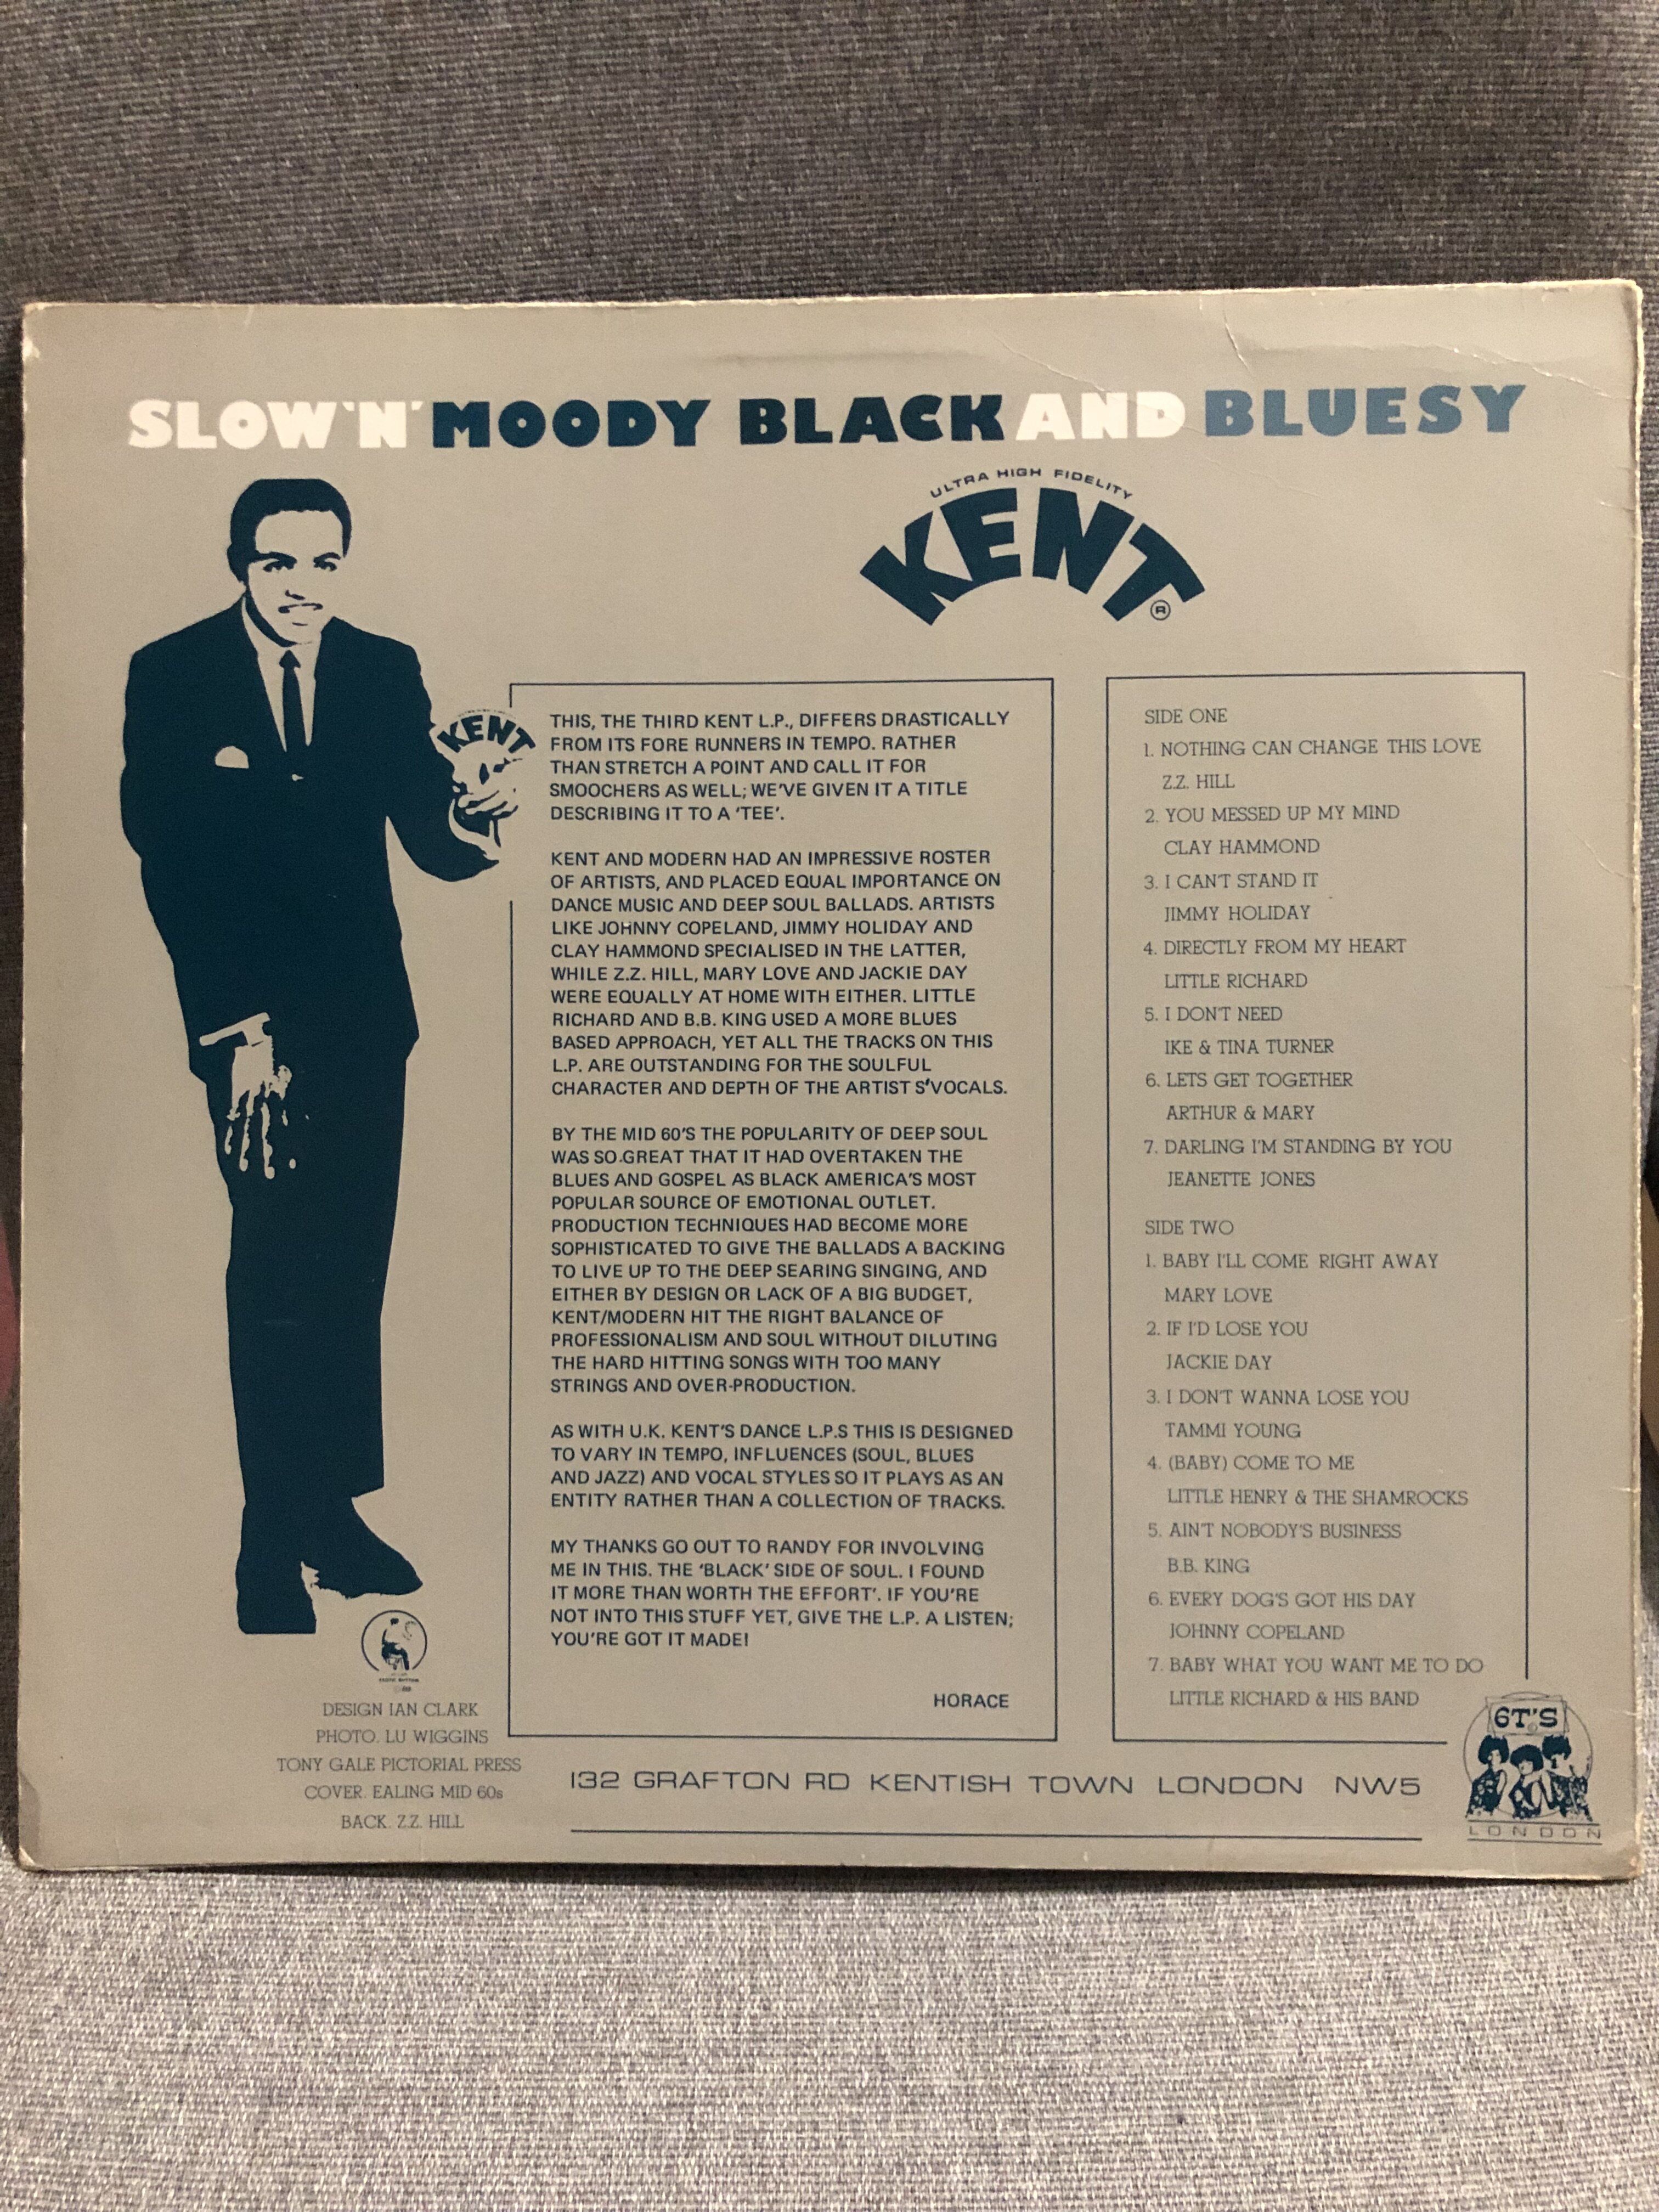 SLOW 'N' MOODY BLACK AND BLUESY
ULTRA HIGH FIDELITY
KENT
®
KENT
THIS, THE THIRD KENT L.P., DIFFERS DRASTICALLY
FROM ITS FORE RUNNERS IN TEMPO. RATHER
THAN STRETCH A POINT AND CALL IT FOR
SMOOCHERS AS WELL; WE'VE GIVEN IT A TITLE
DESCRIBING IT TO A 'TEE'.
KENT AND MODERN HAD AN IMPRESSIVE ROSTER
OF ARTISTS, AND PLACED EQUAL IMPORTANCE ON
DANCE MUSIC AND DEEP SOUL BALLADS. ARTISTS
LIKE JOHNNY COPELAND, JIMMY HOLIDAY AND
CLAY HAMMOND SPECIALISED IN THE LATTER,
WHILE Z.Z. HILL, MARY LOVE AND JACKIE DAY
WERE EQUALLY AT HOME WITH EITHER. LITTLE
RICHARD AND B.B. KING USED A MORE BLUES
BASED APPROACH, YET ALL THE TRACKS ON THIS
L.P. ARE OUTSTANDING FOR THE SOULFUL
CHARACTER AND DEPTH OF THE ARTIST S'VOCALS.
BY THE MID 60'S THE POPULARITY OF DEEP SOUL
WAS SO GREAT THAT IT HAD OVERTAKEN THE
BLUES AND GOSPEL AS BLACK AMERICA'S MOST
POPULAR SOURCE OF EMOTIONAL OUTLET.
PRODUCTION TECHNIQUES HAD BECOME MORE
SOPHISTICATED TO GIVE THE BALLADS A BACKING
TO LIVE UP TO THE DEEP SEARING SINGING, AND
EITHER BY DESIGN OR LACK OF A BIG BUDGET,
KENT/MODERN HIT THE RIGHT BALANCE OF
PROFESSIONALISM AND SOUL WITHOUT DILUTING
THE HARD HITTING SONGS WITH TOO MANY
STRINGS AND OVER-PRODUCTION.
AS WITH U.K. KENT'S DANCE L.P.S THIS IS DESIGNED
TO VARY IN TEMPO, INFLUENCES (SOUL, BLUES
AND JAZZ) AND VOCAL STYLES SO IT PLAYS AS AN
ENTITY RATHER THAN A COLLECTION OF TRACKS.
MY THANKS GO OUT TO RANDY FOR INVOLVING
ME IN THIS. THE 'BLACK' SIDE OF SOUL. I FOUND
IT MORE THAN WORTH THE EFFORT'. IF YOU'RE
NOT INTO THIS STUFF YET, GIVE THE L.P. A LISTEN;
YOU'RE GOT IT MADE!
HORACE
SIDE ONE
1. NOTHING CAN CHANGE THIS LOVE
Z.Z. HILL
2. YOU MESSED UP MY MIND
CLAY HAMMOND
3. I CAN'T STAND IT
JIMMY HOLIDAY
4. DIRECTLY FROM MY HEART
LITTLE RICHARD
5. I DON'T NEED
IKE & TINA TURNER
6. LETS GET TOGETHER
ARTHUR & MARY
7. DARLING I'M STANDING BY YOU
JEANETTE JONES
SIDE TWO
1. BABY I'LL COME RIGHT AWAY
MARY LOVE
2. IF I'D LOSE YOU
JACKIE DAY
3. I DON'T WANNA LOSE YOU
TAMMI YOUNG
4. (BABY) COME TO ME
LITTLE HENRY & THE SHAMROCKS
5. AIN'T NOBODY'S BUSINESS
B.B. KING
6. EVERY DOG'S GOT HIS DAY
JOHNNY COPELAND
7. BABY WHAT YOU WANT ME TO DO
LITTLE RICHARD & HIS BAND
DESIGN IAN CLARK
PHOTO. LU WIGGINS
TONY GALE PICTORIAL PRESS
COVER. EALING MID 60s
BACK. Z.Z. HILL
132 GRAFTON RD KENTISH TOWN LONDON NW5
6T'S
LONDON